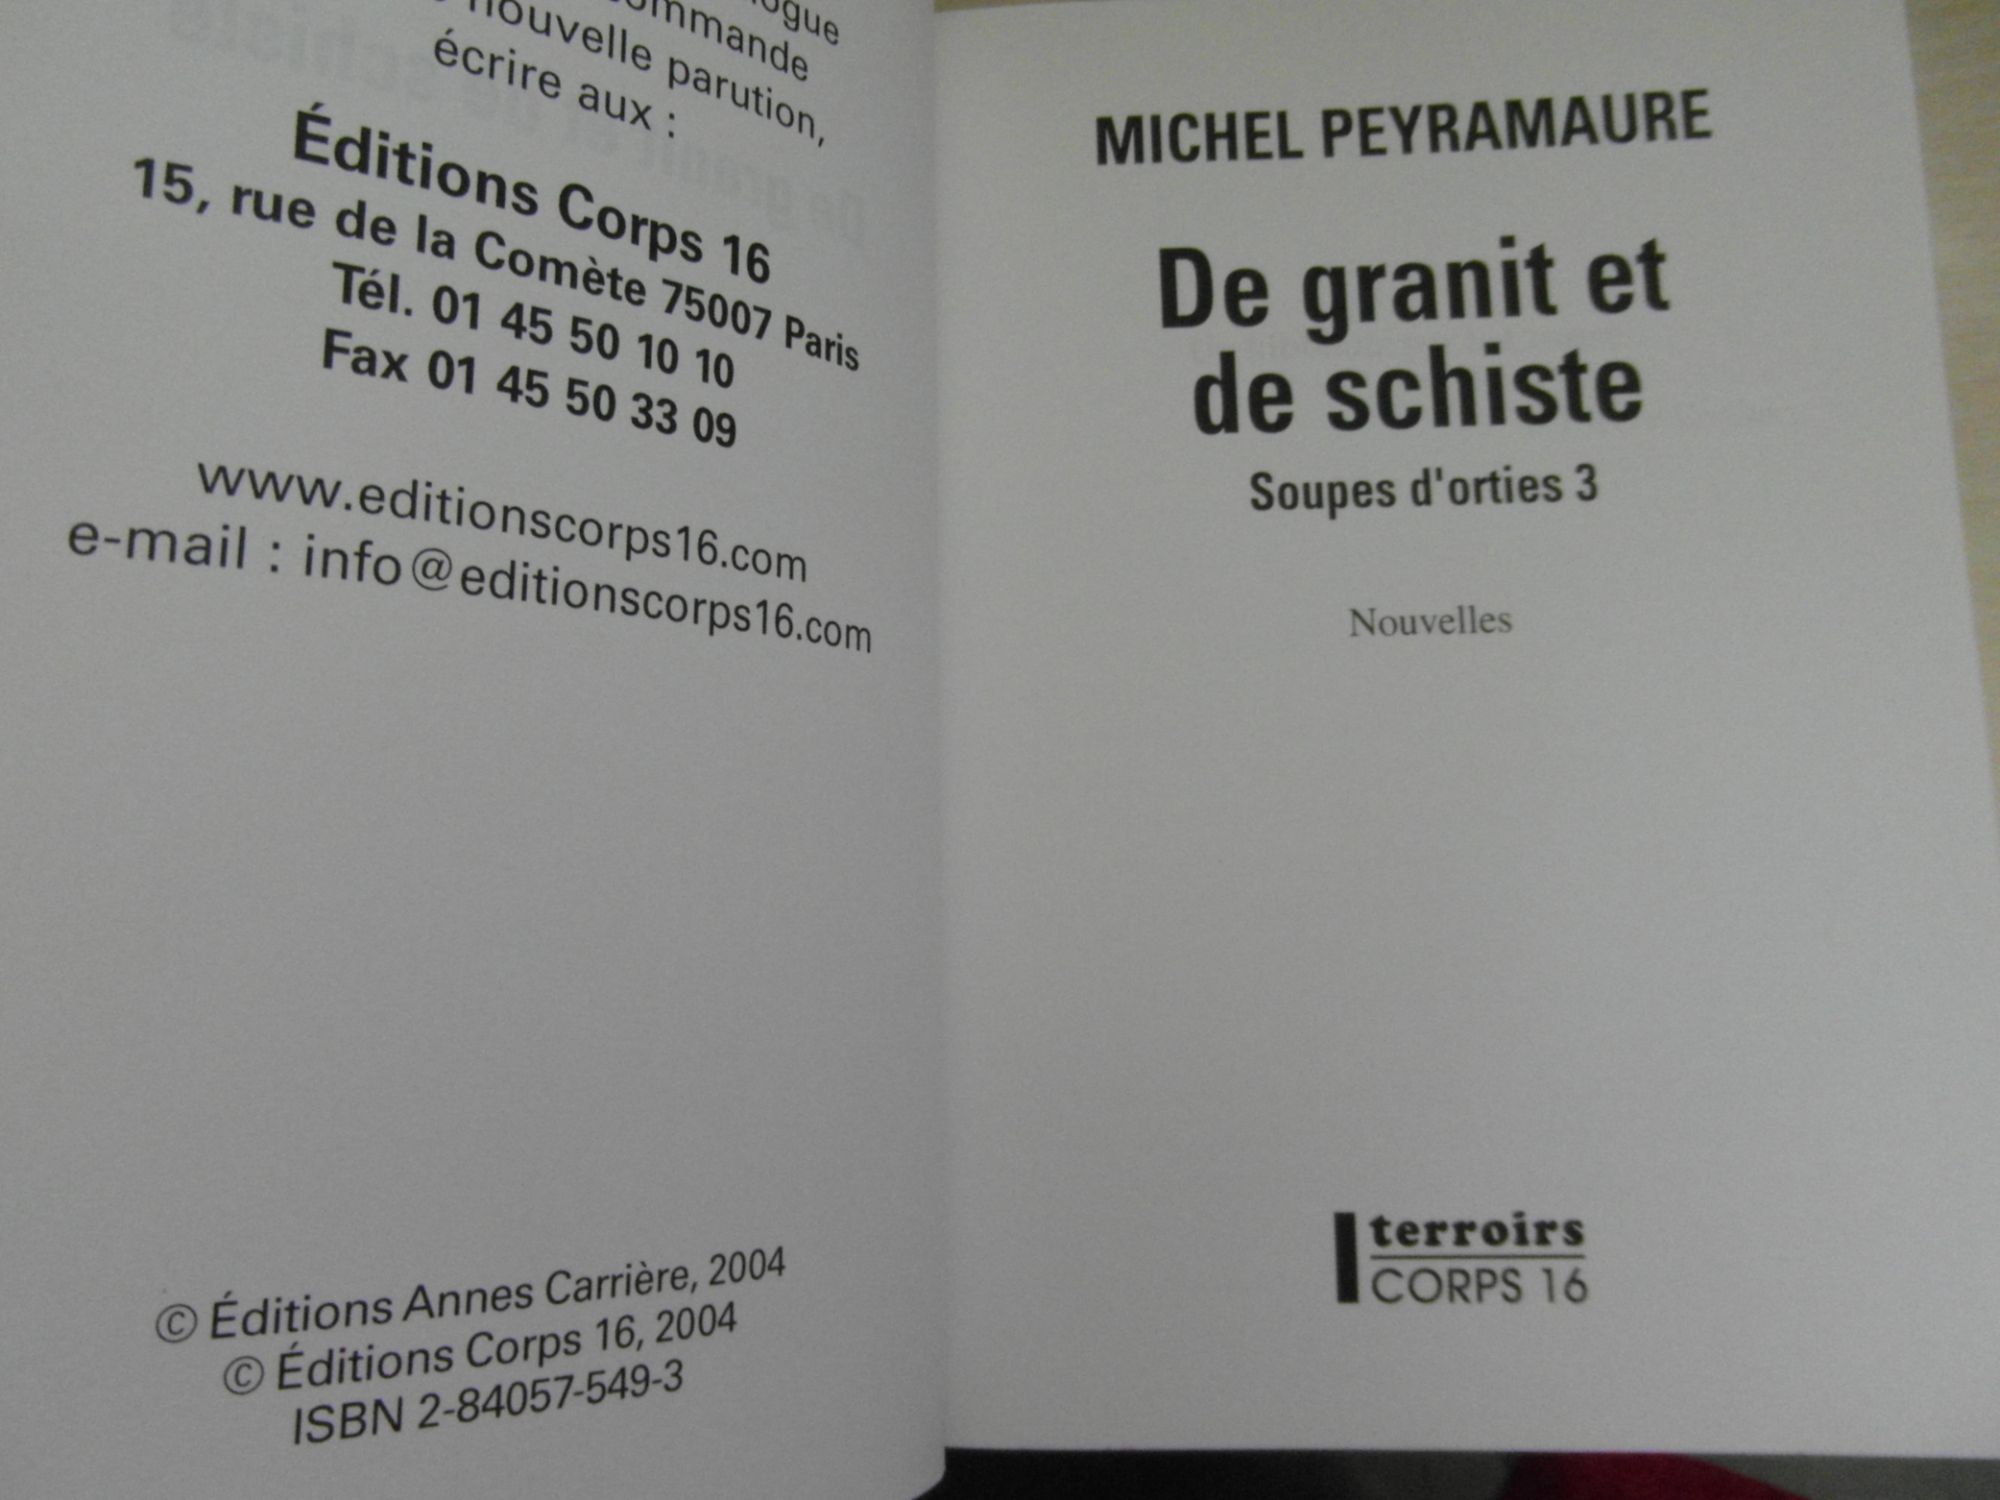 commande
nouvelle parution,
écrire aux :
Éditions Corps 16
15, rue de la Comète 75007 Paris
Tél. 01 45 50 10 10
Fax 01 45 50 33 09
www.editionscorps16.com
e-mail : info@editionscorps16.com
© Éditions Annes Carrière, 2004
© Éditions Corps 16, 2004
ISBN 2-84057-549-3
MICHEL PEYRAMAURE
De granit et
de schiste
Soupes d'orties 3
Nouvelles
terroirs
CORPS 16